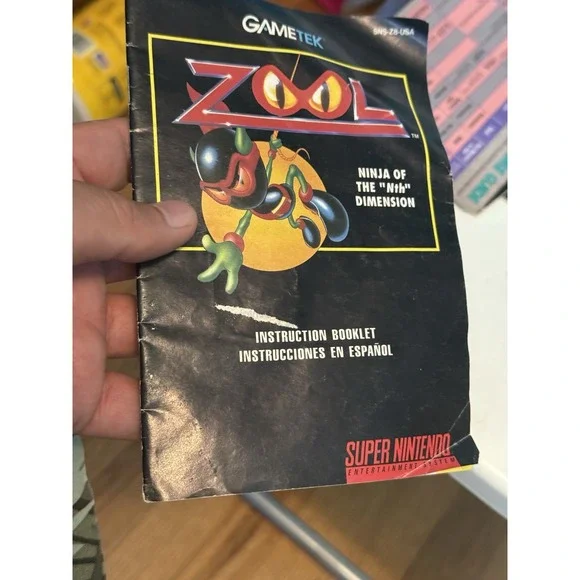 GAMETEK
SNS-Z8-USA
ZOOL
TM
NINJA OF
THE "Nth"
DIMENSION
INSTRUCTION BOOKLET
INSTRUCCIONES EN ESPAÑOL
SUPER NINTENDO
ENTERTAINMENT SYSTEM